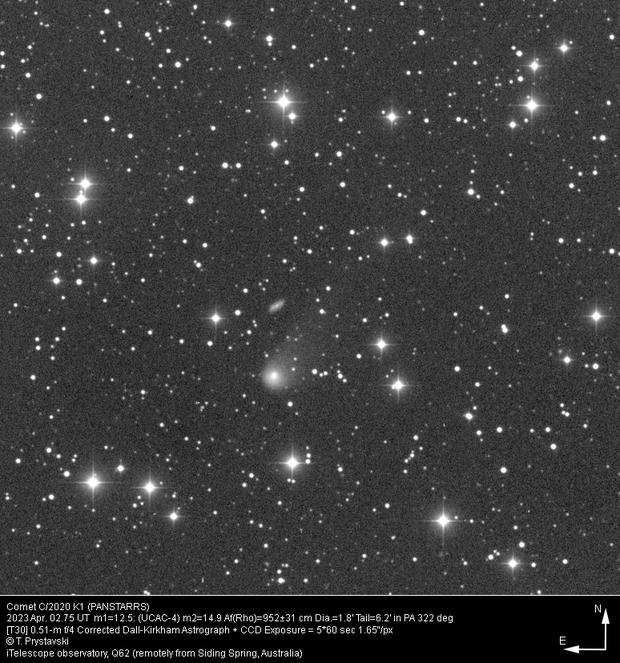 Comet C/2020 K1 (PANSTARRS)
2023 Apr. 02.75 UT m1=12.5: (UCAC-4) m2=14.9 Af(Rho)=952±31 cm Dia.=1.8' Tail=6.2' in PA 322 deg
[T30] 0.51-m f/4 Corrected Dall-Kirkham Astrograph + CCD Exposure = 5*60 sec 1.65"/px
© T. Prystavski
iTelescope observatory, Q62 (remotely from Siding Spring, Australia)
N
E